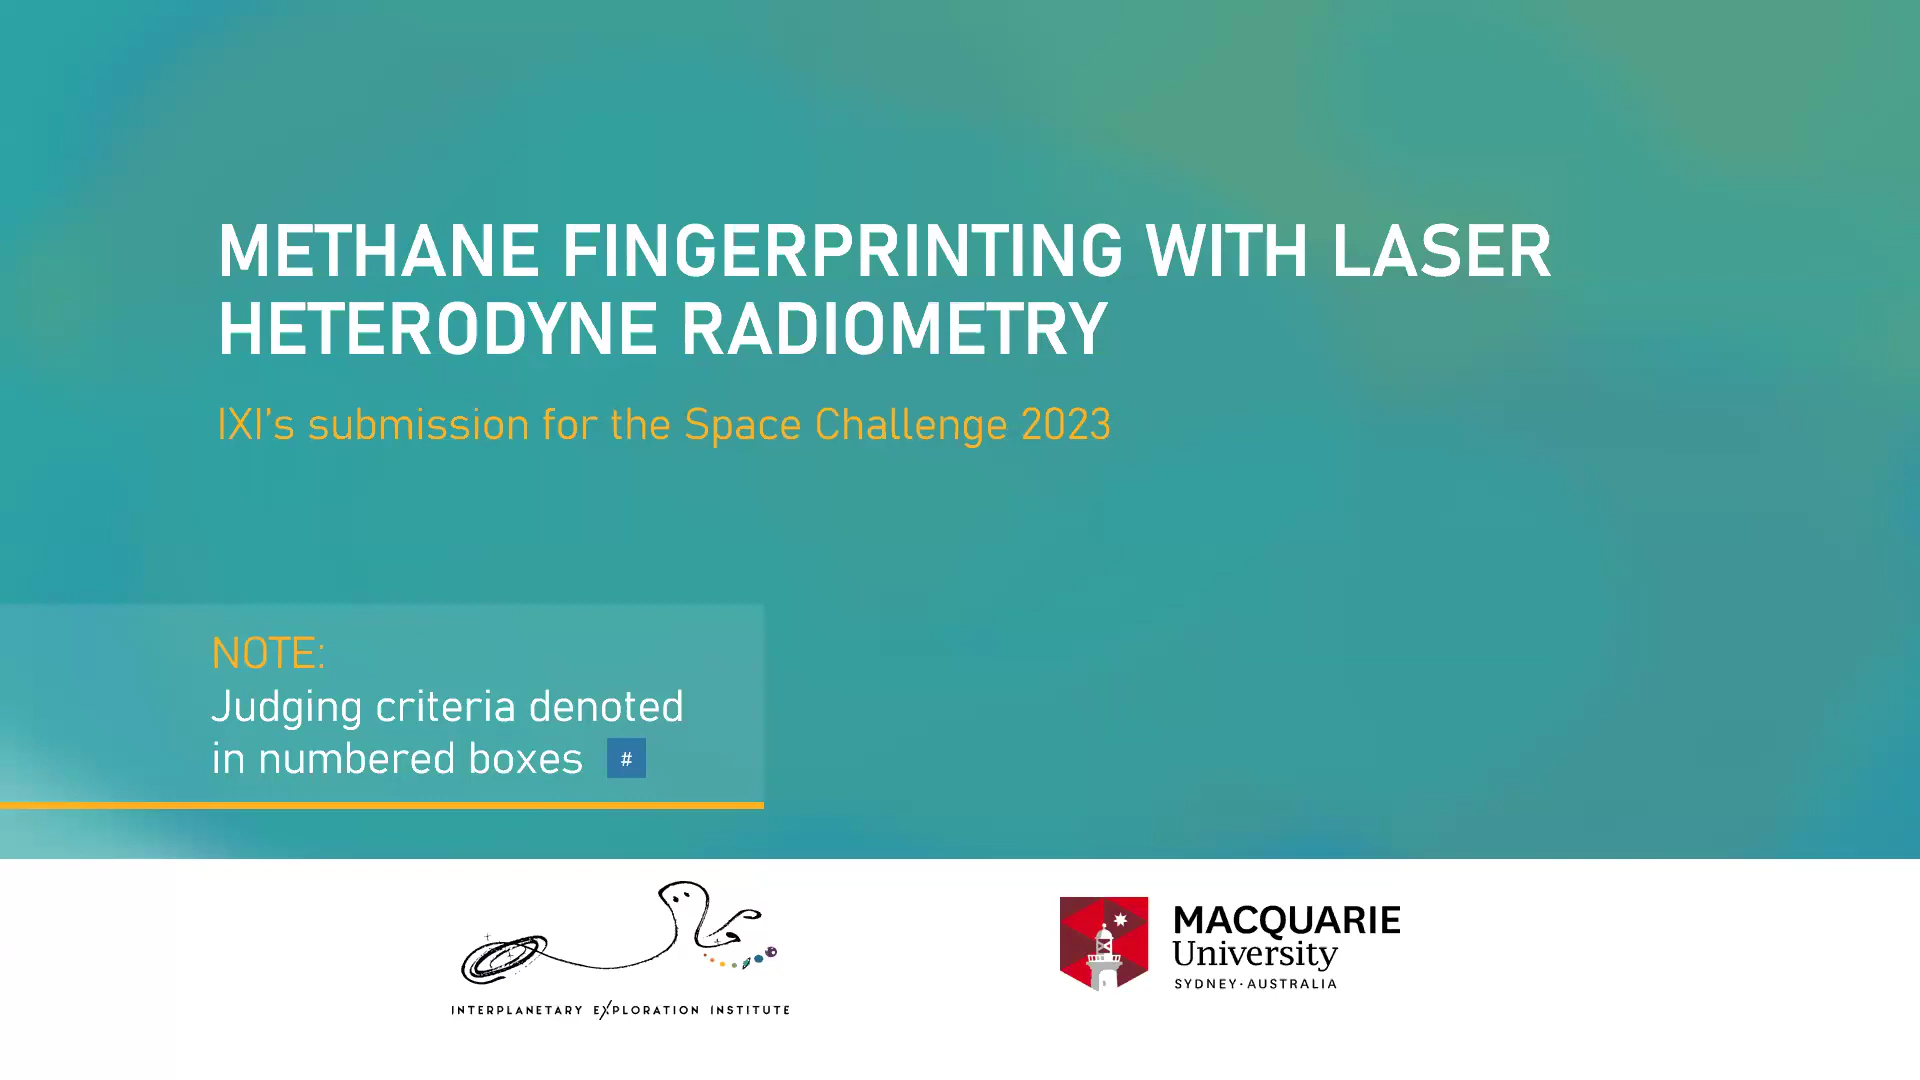 METHANE FINGERPRINTING WITH LASER
HETERODYNE RADIOMETRY
IXI's submission for the Space Challenge 2023
NOTE:
Judging criteria denoted
in numbered boxes #
INTERPLANETARY EXPLORATION INSTITUTE
MACQUARIE
University
SYDNEY·AUSTRALIA